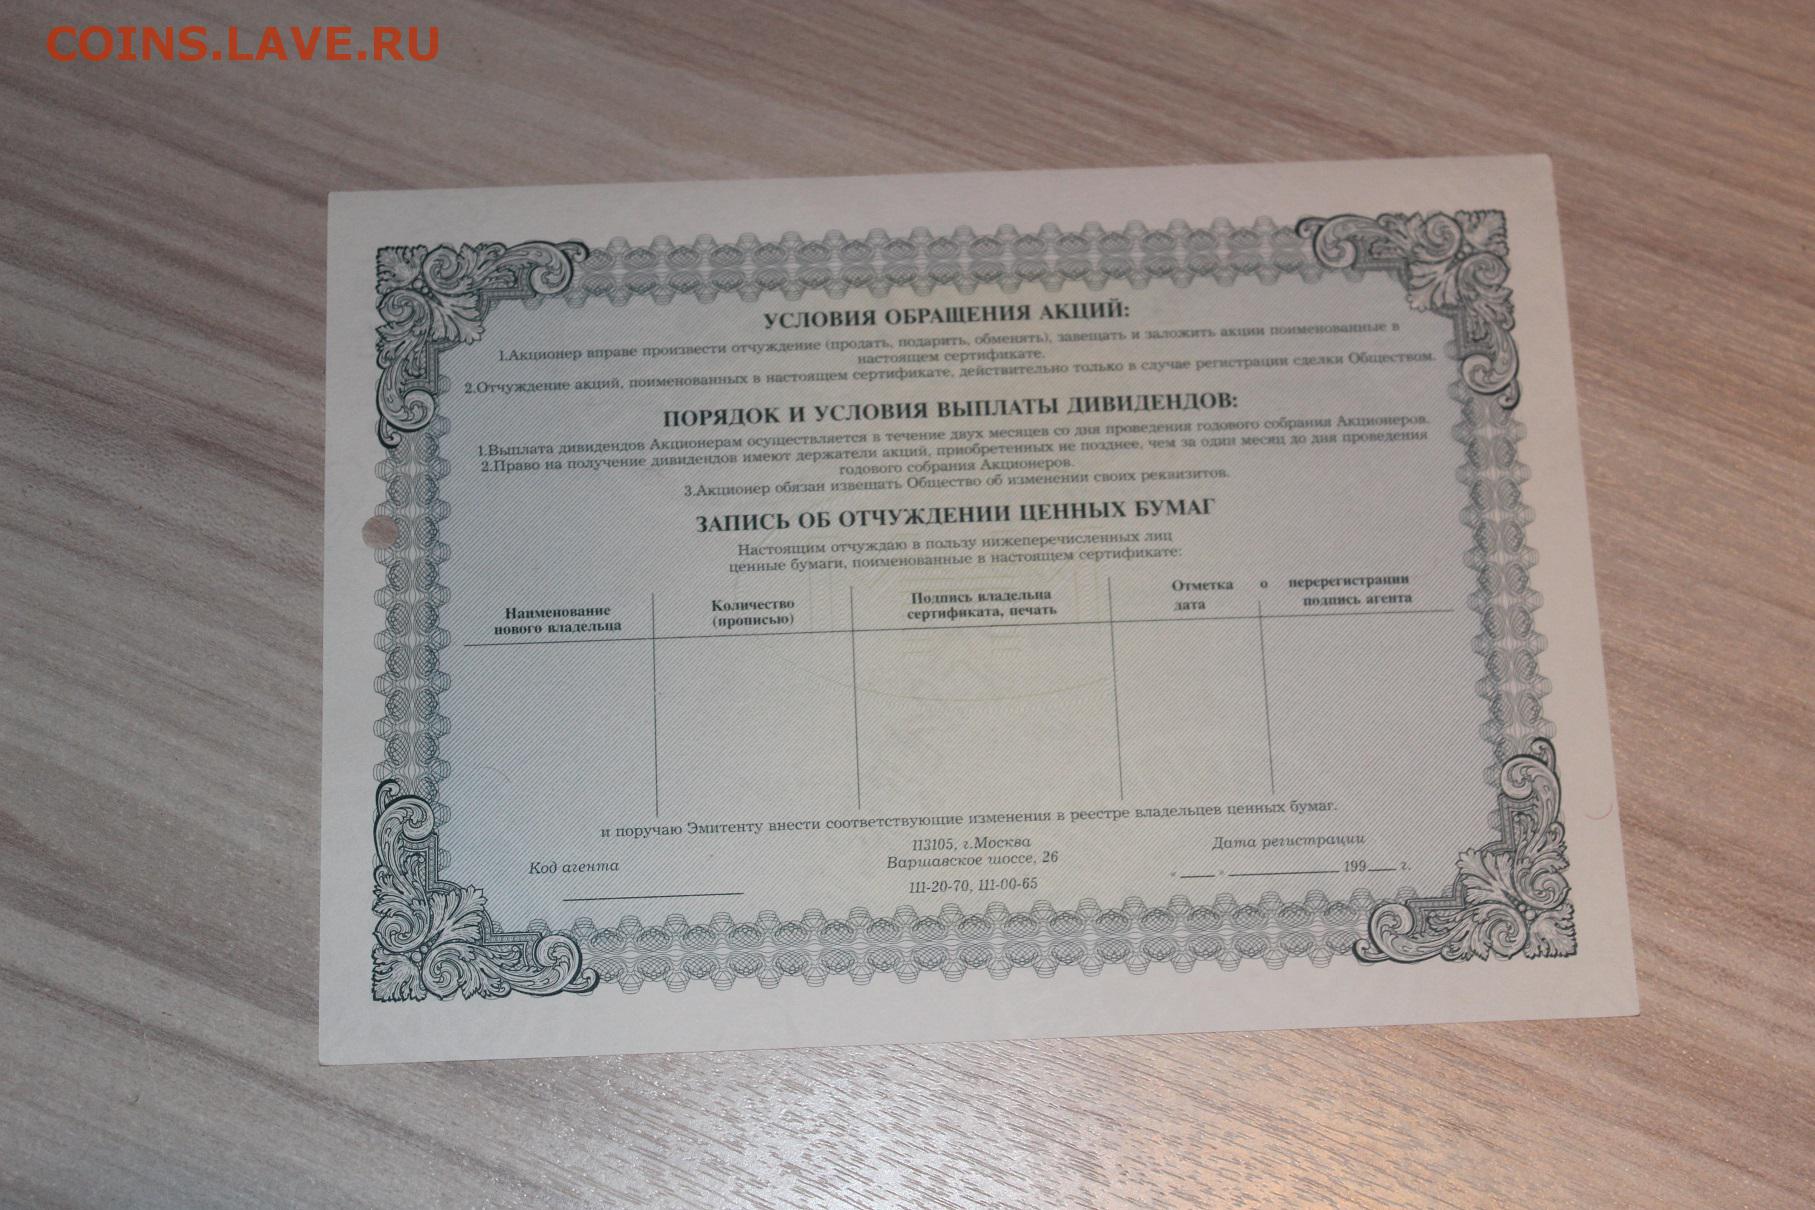 COINS.LAVE.RU
УСЛОВИЯ ОБРАЩЕНИЯ АКЦИЙ:
1.Акционер вправе произвести отчуждение (продать, подарить, обменять), завещать и заложить акции поименованные в
настоящем сертификате.
2.Отчуждение акций, поименованных в настоящем сертификате, действительно только в случае регистрации сделки Обществом.
ПОРЯДОК И УСЛОВИЯ ВЫПЛАТЫ ДИВИДЕНДОВ:
1.Выплата дивидендов Акционерам осуществляется в течение двух месяцев со дня проведения годового собрания Акционеров.
2.Право на получение дивидендов имеют держатели акций, приобретенных не позднее, чем за один месяц до дня проведения
годового собрания Акционеров.
3.Акционер обязан извещать Общество об изменении своих реквизитов.
ЗАПИСЬ ОБ ОТЧУЖДЕНИИ ЦЕННЫХ БУМАГ
Настоящим отчуждаю в пользу нижеперечисленных лиц
ценные бумаги, поименованные в настоящем сертификате:
Наименование
нового владельца
Количество
(прописью)
Подпись владельца
сертификата, печать
Отметка о перерегистрации
дата подпись агента
и поручаю Эмитенту внести соответствующие изменения в реестре владельцев ценных бумаг.
Код агента
113105, г.Москва
Варшавское шоссе, 26
111-20-70, 111-00-65
Дата регистрации
« ___ » __________ 199___ г.